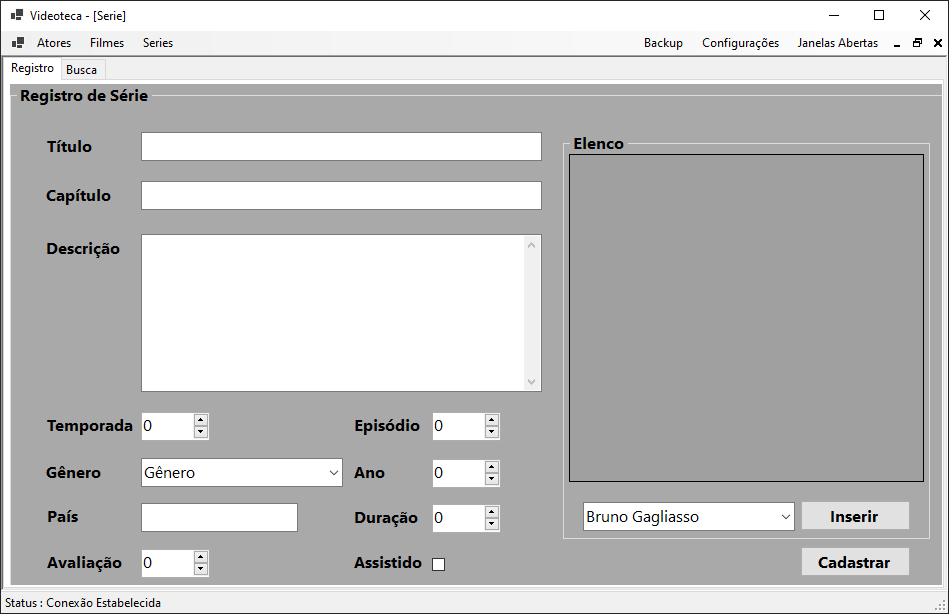 Videoteca - [Serie]
Atores Filmes Series Backup Configurações Janelas Abertas
Registro Busca
Registro de Série
Título
Elenco
Capítulo
Descrição
Temporada 0 Episódio 0
Gênero Gênero Ano 0
País Duração 0 Bruno Gagliasso Inserir
Avaliação 0 Assistido Cadastrar
Status : Conexão Estabelecida